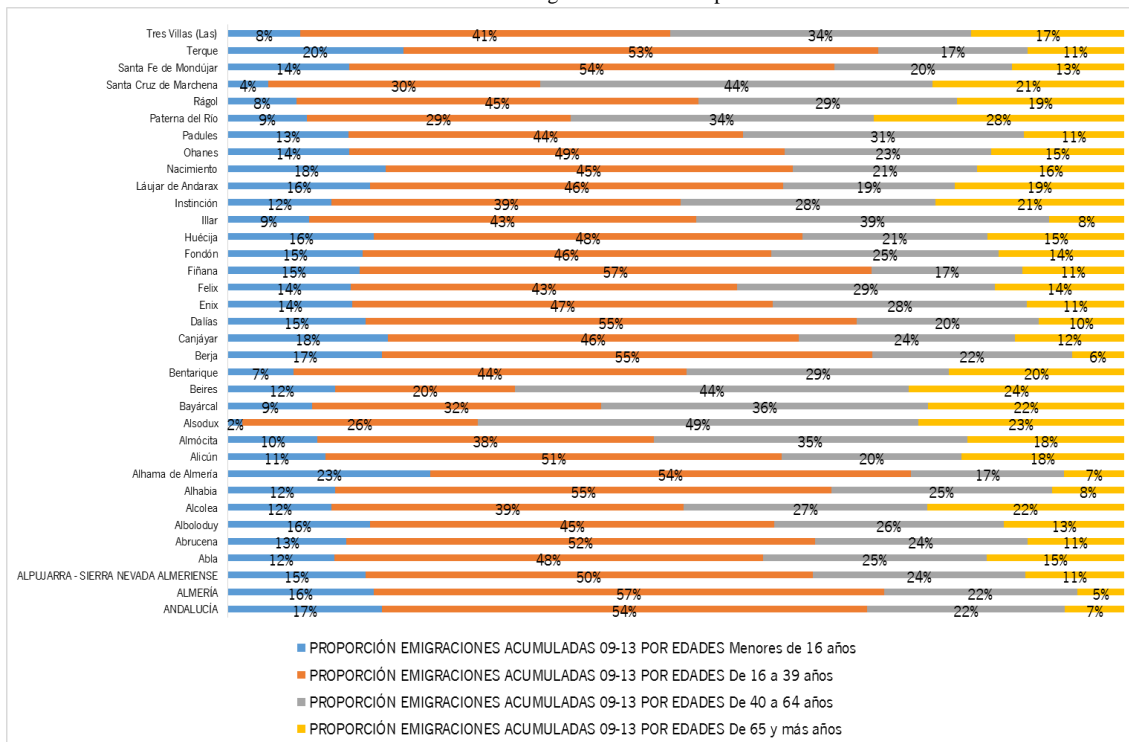 Tres Villas (Las) 8% 41% 34% 17%
Terque 20% 53% 17% 11%
Santa Fe de Mondújar 14% 54% 20% 13%
Santa Cruz de Marchena 4% 30% 44% 21%
Rágol 8% 45% 29% 19%
Paterna del Río 9% 29% 34% 28%
Padules 13% 44% 31% 11%
Ohanes 14% 49% 23% 15%
Nacimiento 18% 45% 21% 16%
Láujar de Andarax 16% 46% 19% 19%
Instinción 12% 39% 28% 21%
Illar 9% 43% 39% 8%
Huécija 16% 48% 21% 15%
Fondón 15% 46% 25% 14%
Fiñana 15% 57% 17% 11%
Felix 14% 43% 29% 14%
Enix 14% 47% 28% 11%
Dalías 15% 55% 20% 10%
Canjáyar 18% 46% 24% 12%
Berja 17% 55% 22% 6%
Bentarique 7% 44% 29% 20%
Beires 12% 20% 44% 24%
Bayárcal 9% 32% 36% 22%
Alsodux 2% 26% 49% 23%
Almócita 10% 38% 35% 18%
Alicún 11% 51% 20% 18%
Alhama de Almería 23% 54% 17% 7%
Alhabia 12% 55% 25% 8%
Alcolea 12% 39% 27% 22%
Alboloduy 16% 45% 26% 13%
Abrucena 13% 52% 24% 11%
Abla 12% 48% 25% 15%
ALPUJARRA - SIERRA NEVADA ALMERIENSE 15% 50% 24% 11%
ALMERÍA 16% 57% 22% 5%
ANDALUCÍA 17% 54% 22% 7%
PROPORCIÓN EMIGRACIONES ACUMULADAS 09-13 POR EDADES Menores de 16 años
PROPORCIÓN EMIGRACIONES ACUMULADAS 09-13 POR EDADES De 16 a 39 años
PROPORCIÓN EMIGRACIONES ACUMULADAS 09-13 POR EDADES De 40 a 64 años
PROPORCIÓN EMIGRACIONES ACUMULADAS 09-13 POR EDADES De 65 y más años